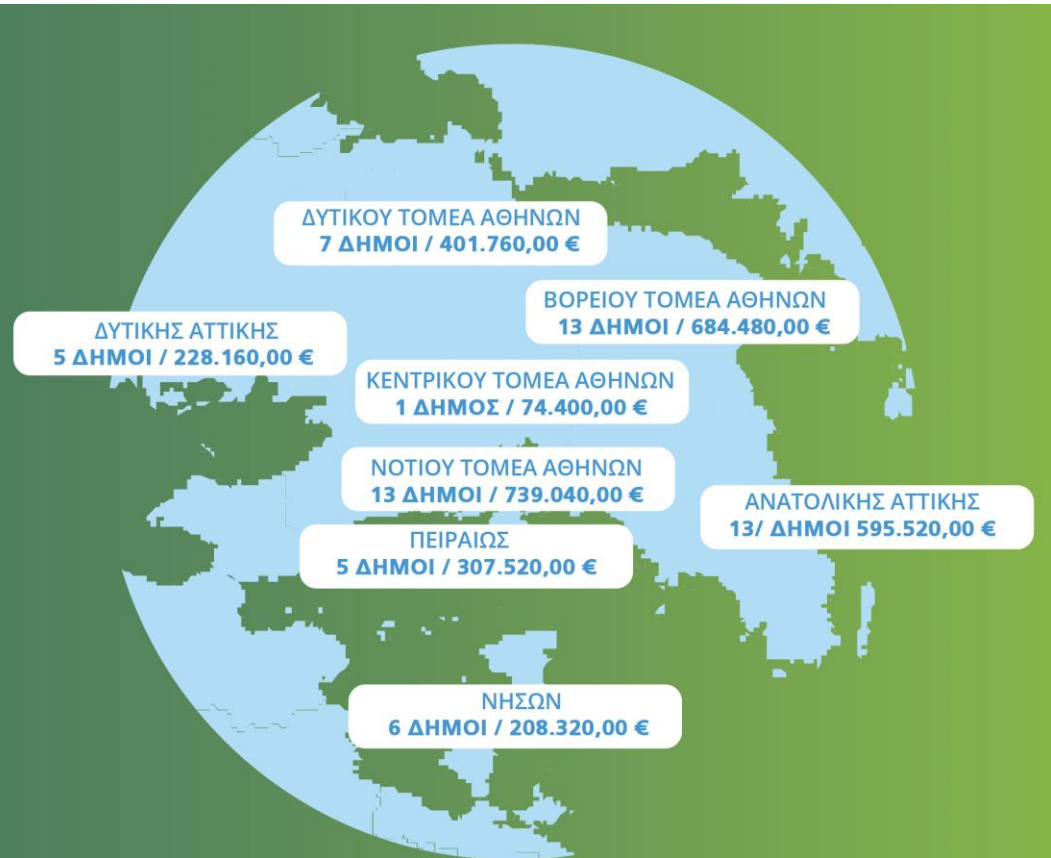 ΔΥΤΙΚΟΥ ΤΟΜΕΑ ΑΘΗΝΩΝ
7 ΔΗΜΟΙ / 401.760,00 €
ΒΟΡΕΙΟΥ ΤΟΜΕΑ ΑΘΗΝΩΝ
13 ΔΗΜΟΙ / 684.480,00 €
ΔΥΤΙΚΗΣ ΑΤΤΙΚΗΣ
5 ΔΗΜΟΙ / 228.160,00 €
ΚΕΝΤΡΙΚΟΥ ΤΟΜΕΑ ΑΘΗΝΩΝ
1 ΔΗΜΟΣ / 74.400,00 €
ΝΟΤΙΟΥ ΤΟΜΕΑ ΑΘΗΝΩΝ
13 ΔΗΜΟΙ / 739.040,00 €
ΑΝΑΤΟΛΙΚΗΣ ΑΤΤΙΚΗΣ
13/ ΔΗΜΟΙ 595.520,00 €
ΠΕΙΡΑΙΩΣ
5 ΔΗΜΟΙ / 307.520,00 €
ΝΗΣΩΝ
6 ΔΗΜΟΙ / 208.320,00 €